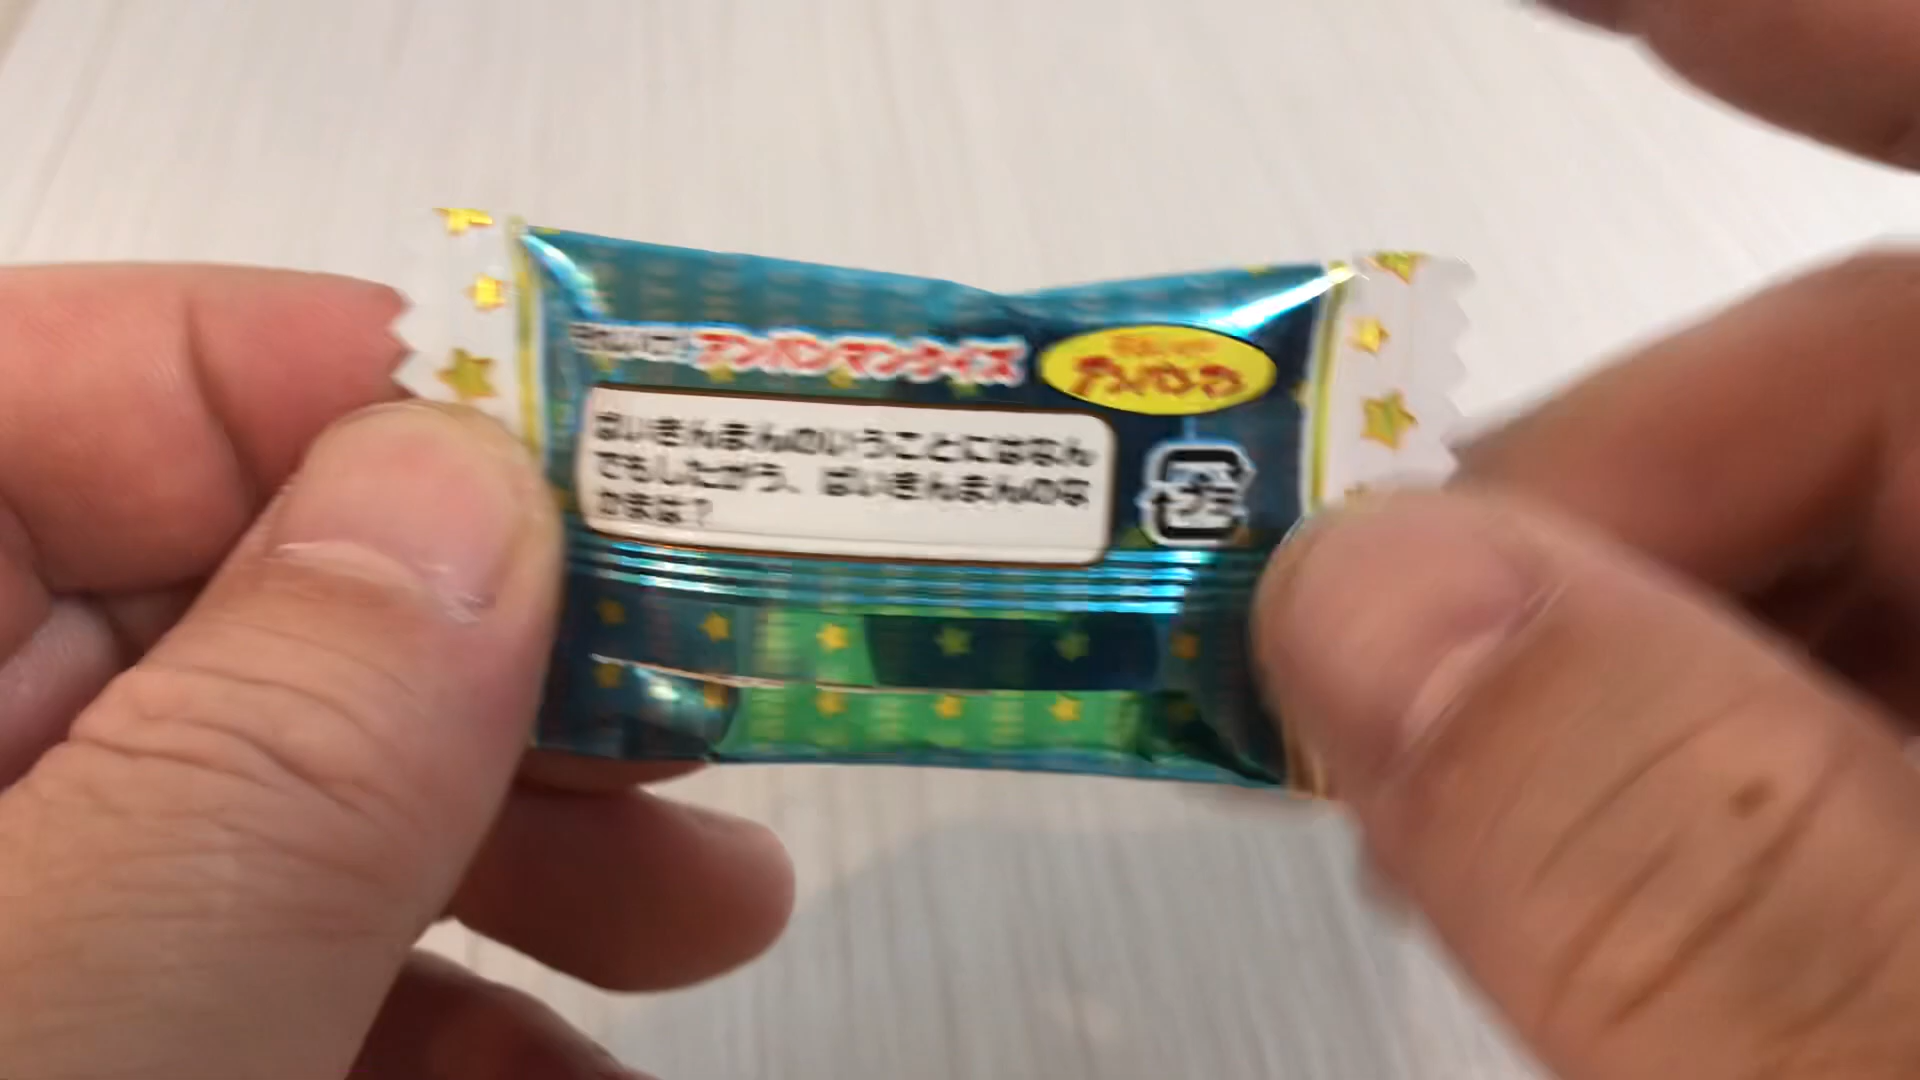 アンパンマンクイズ
ばいきんまんのいうことにはなん
でもしたがう、ばいきんまんのな
かまは？
プラ